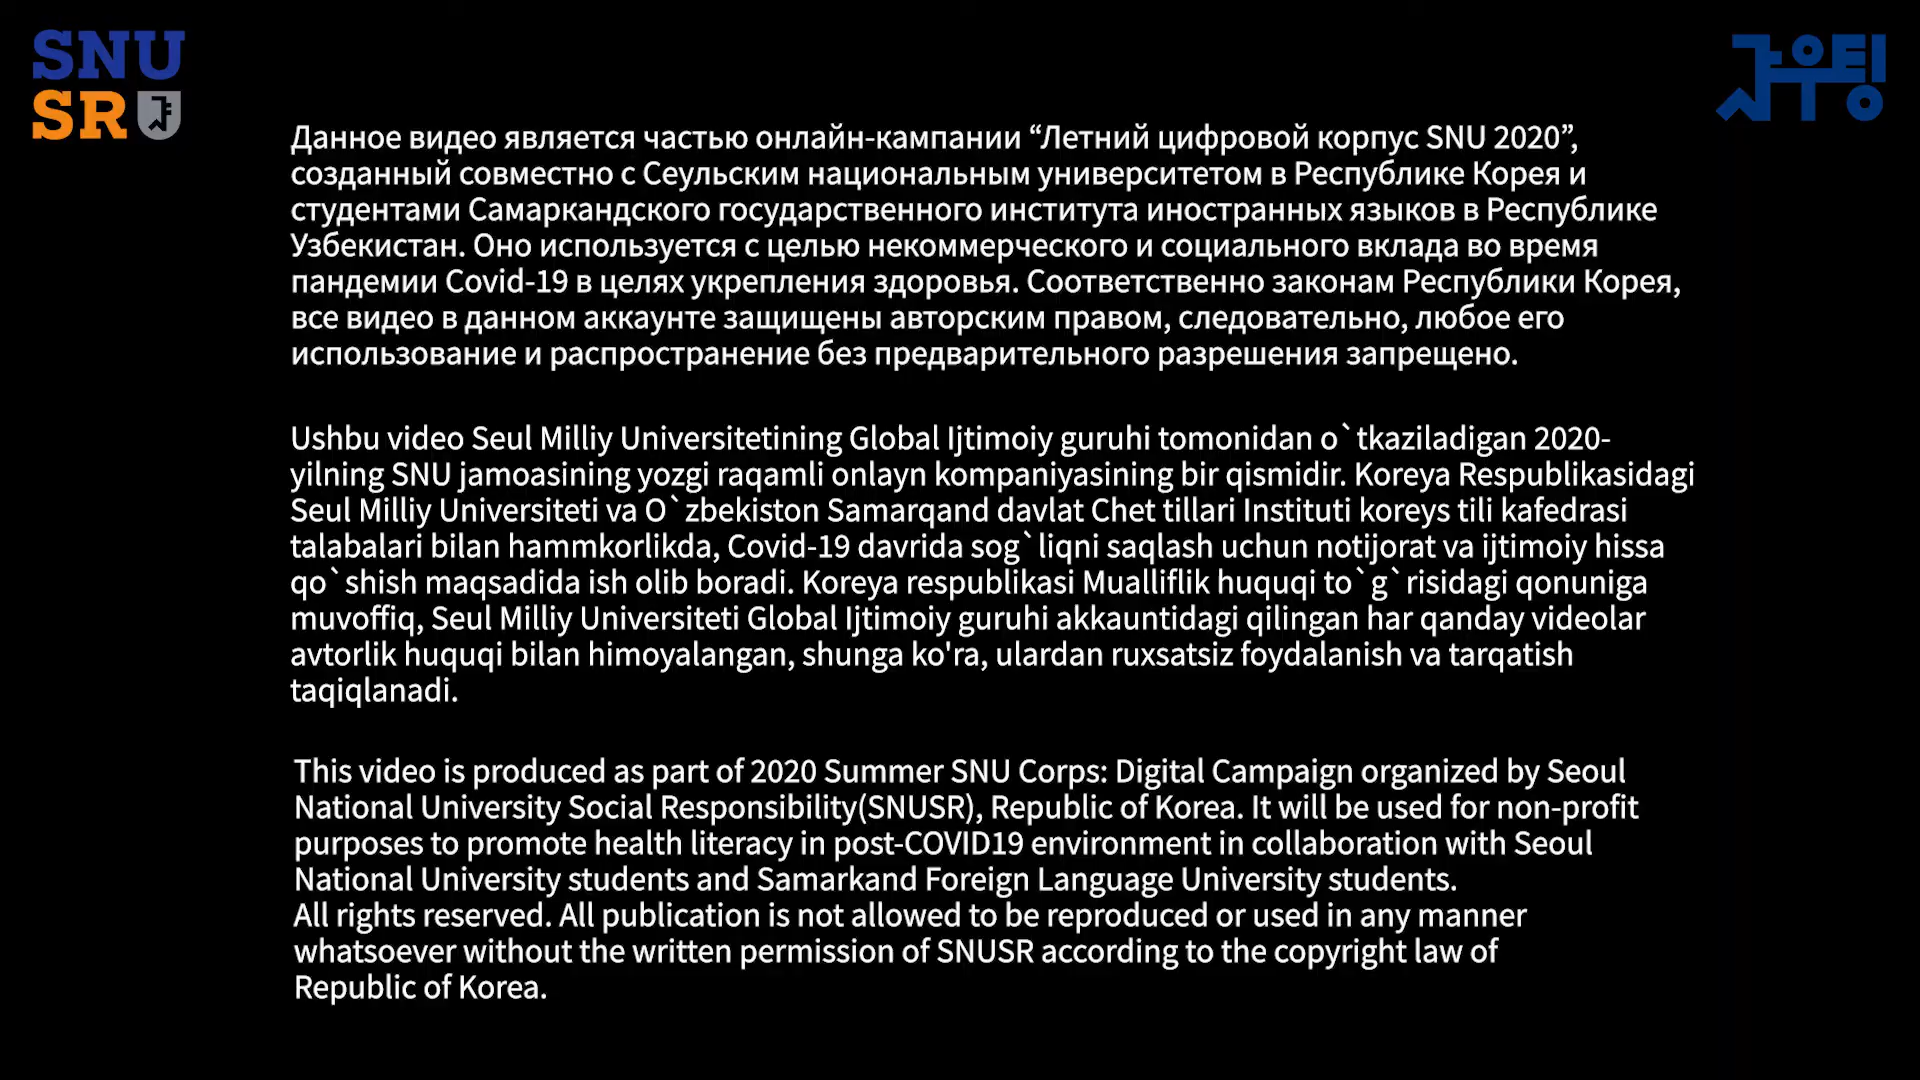 SNU
SR
Данное видео является частью онлайн-кампании “Летний цифровой корпус SNU 2020”,
созданный совместно с Сеульским национальным университетом в Республике Корея и
студентами Самаркандского государственного института иностранных языков в Республике
Узбекистан. Оно используется с целью некоммерческого и социального вклада во время
пандемии Covid-19 в целях укрепления здоровья. Соответственно законам Республики Корея,
все видео в данном аккаунте защищены авторским правом, следовательно, любое его
использование и распространение без предварительного разрешения запрещено.
Ushbu video Seul Milliy Universitetining Global Ijtimoiy guruhi tomonidan o`tkaziladigan 2020-
yilning SNU jamoasining yozgi raqamli onlayn kompaniyasining bir qismidir. Koreya Respublikasidagi
Seul Milliy Universiteti va O`zbekiston Samarqand davlat Chet tillari Instituti koreys tili kafedrasi
talabalari bilan hammkorlikda, Covid-19 davrida sog`liqni saqlash uchun notijorat va ijtimoiy hissa
qo`shish maqsadida ish olib boradi. Koreya respublikasi Mualliflik huquqi to`g`risidagi qonuniga
muvoffiq, Seul Milliy Universiteti Global Ijtimoiy guruhi akkauntidagi qilingan har qanday videolar
avtorlik huquqi bilan himoyalangan, shunga ko'ra, ulardan ruxsatsiz foydalanish va tarqatish
taqiqlanadi.
This video is produced as part of 2020 Summer SNU Corps: Digital Campaign organized by Seoul
National University Social Responsibility(SNUSR), Republic of Korea. It will be used for non-profit
purposes to promote health literacy in post-COVID19 environment in collaboration with Seoul
National University students and Samarkand Foreign Language University students.
All rights reserved. All publication is not allowed to be reproduced or used in any manner
whatsoever without the written permission of SNUSR according to the copyright law of
Republic of Korea.